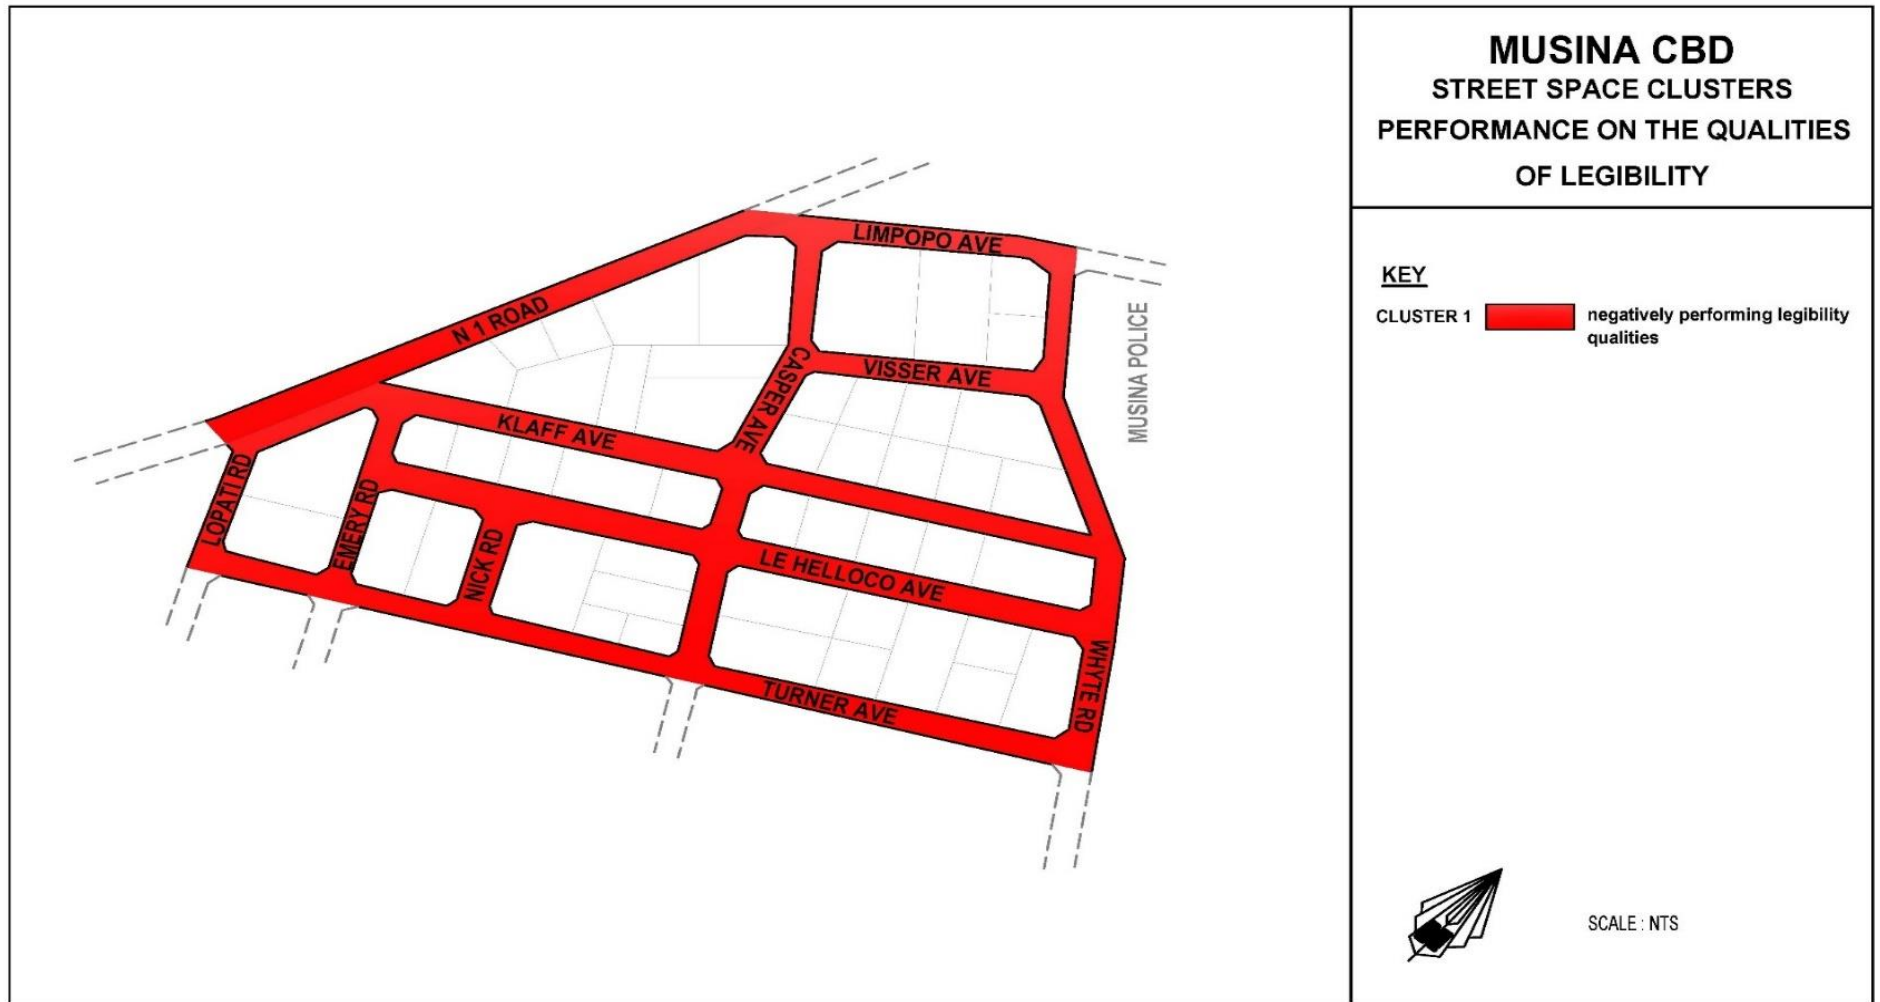 MUSINA CBD
STREET SPACE CLUSTERS
PERFORMANCE ON THE QUALITIES
OF LEGIBILITY
KEY
CLUSTER 1
negatively performing legibility
qualities
LIMPOPO AVE
N 1 ROAD
MUSINA POLICE
CASPER AVE
VISSER AVE
KLAFF AVE
LOPATI RD
EMERY RD
NICK RD
LE HELLOCO AVE
WHYTE RD
TURNER AVE
SCALE : NTS